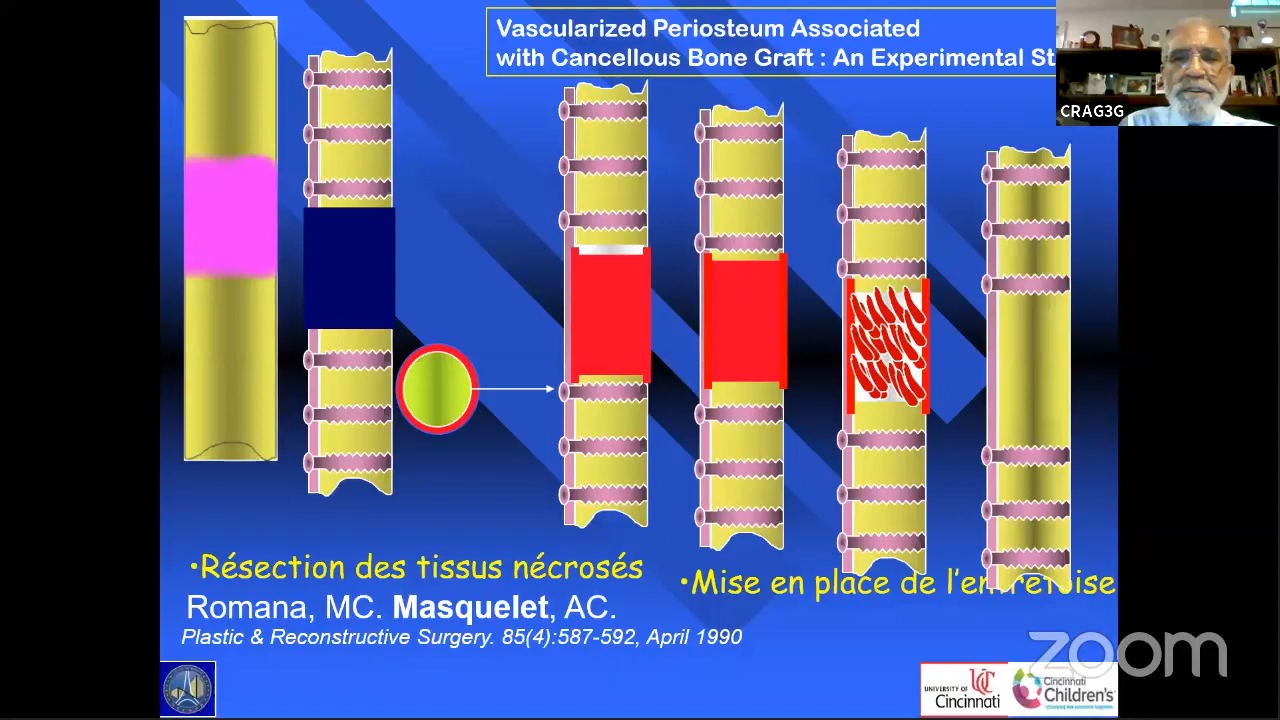 Vascularized Periosteum Associated
with Cancellous Bone Graft : An Experimental St
CRAG3G
•Résection des tissus nécrosés
•Mise en place de l'entretoise
Romana, MC. Masquelet, AC.
Plastic & Reconstructive Surgery. 85(4):587-592, April 1990
zoom
UNIVERSITY OF
Cincinnati
Cincinnati
Children's